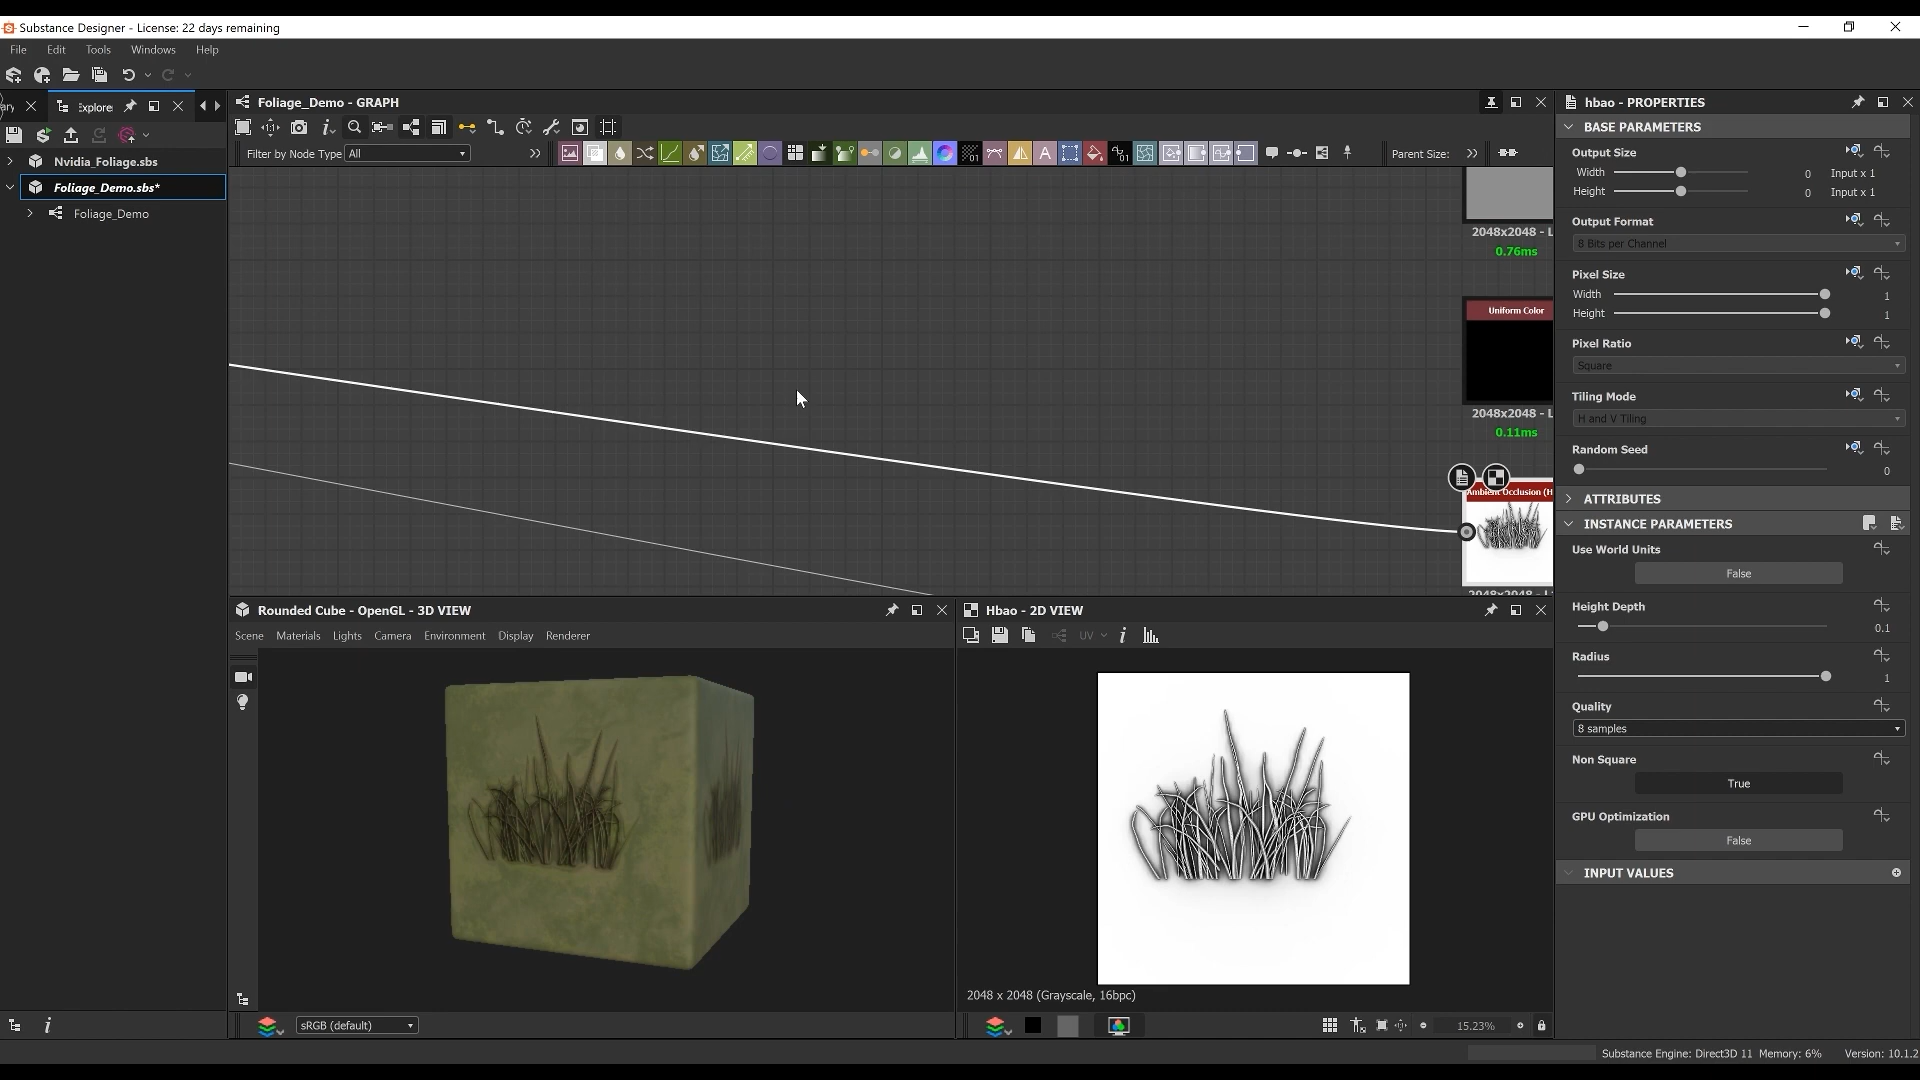 Substance Designer - License: 22 days remaining
File Edit Tools Windows Help
Explore
Foliage_Demo - GRAPH
hbao - PROPERTIES
Nvidia_Foliage.sbs
Foliage_Demo.sbs*
Foliage_Demo
Filter by Node Type All
Parent Size:
2048x2048 - L
0.76ms
Uniform Color
2048x2048 - L
0.11ms
Ambient Occlusion (H
BASE PARAMETERS
Output Size
Width 0 Input x 1
Height 0 Input x 1
Output Format
8 Bits per Channel
Pixel Size
Width 1
Height 1
Pixel Ratio
Square
Tiling Mode
H and V Tiling
Random Seed
0
ATTRIBUTES
INSTANCE PARAMETERS
Use World Units
False
Height Depth
0.1
Radius
1
Quality
8 samples
Non Square
True
GPU Optimization
False
INPUT VALUES
Rounded Cube - OpenGL - 3D VIEW
Scene Materials Lights Camera Environment Display Renderer
sRGB (default)
Hbao - 2D VIEW
UV
2048 x 2048 (Grayscale, 16bpc)
15.23%
Substance Engine: Direct3D 11 Memory: 6% Version: 10.1.2